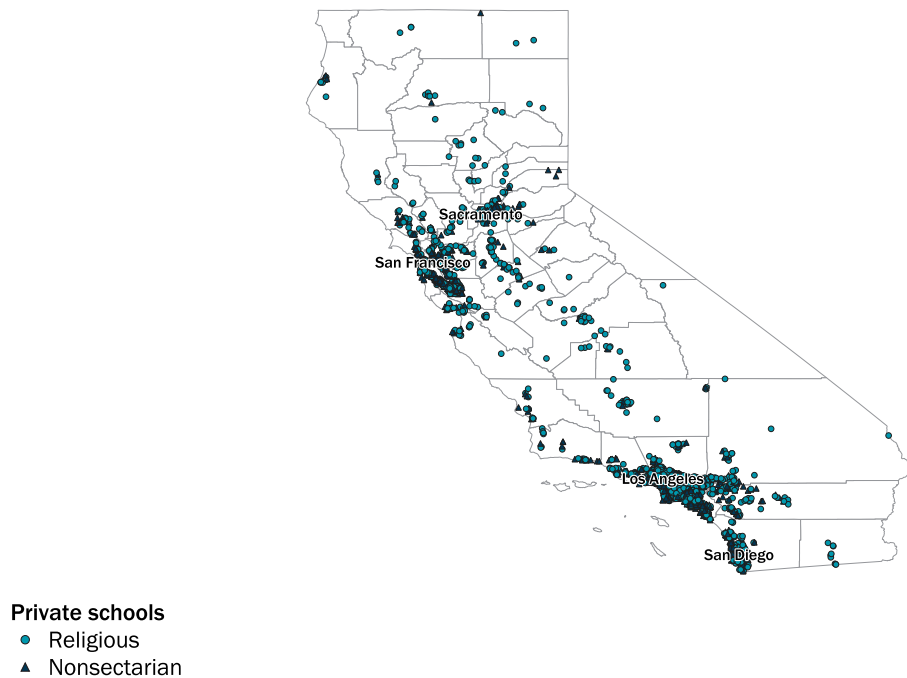 Sacramento
San Francisco
Los Angeles
San Diego
Private schools
Religious
Nonsectarian